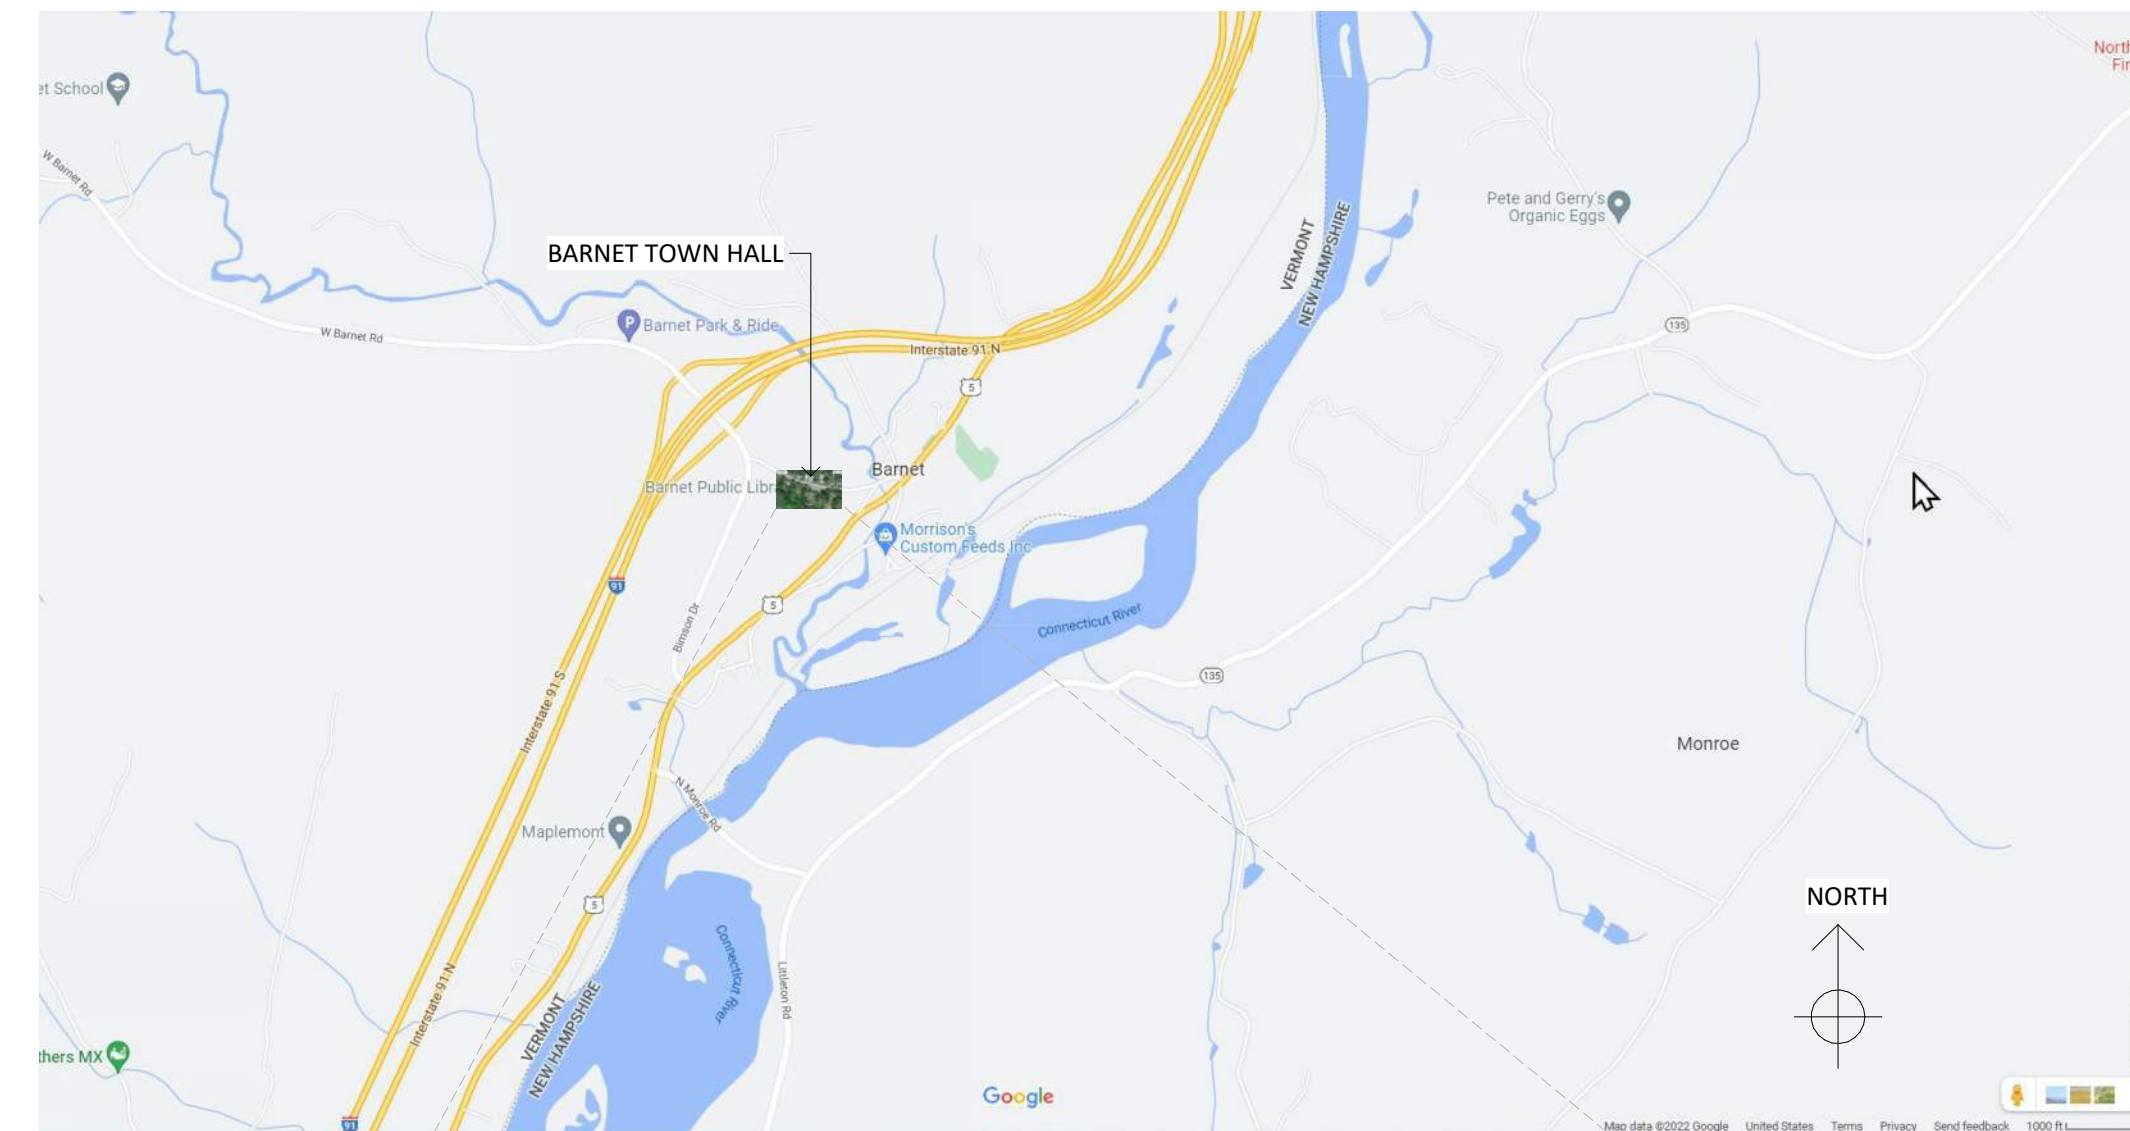 North
Fir
et School
W Barnet Rd
Pete and Gerry's
Organic Eggs
BARNET TOWN HALL
VERMONT
NEW HAMPSHIRE
W Barnet Rd
Barnet Park & Ride
135
Interstate 91 N
5
Barnet
Barnet Public Libr
Morrison's
Custom Feeds Inc
91
5
Bimson Dr
Connecticut River
135
Interstate 91 S
Monroe
N Monroe Rd
Maplemont
NORTH
5
Connecticut
River
Littleton Rd
Interstate 91 N
VERMONT
NEW HAMPSHIRE
thers MX
Google
91
Map data ©2022 Google United States Terms Privacy Send feedback 1000 ft